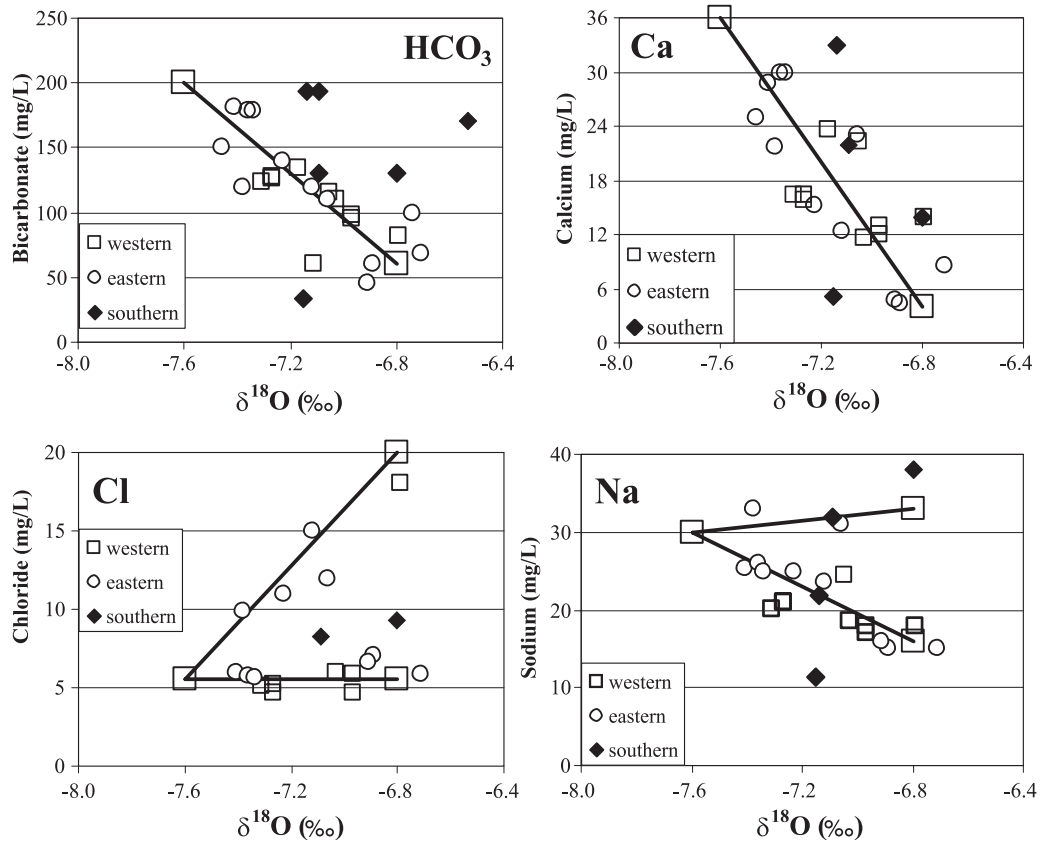 HCO3
Bicarbonate (mg/L)
250
200
150
100
50
0
western
eastern
southern
-8.0 -7.6 -7.2 -6.8 -6.4
δ18O (‰)
Ca
Calcium (mg/L)
36
30
24
18
12
6
0
western
eastern
southern
-8.0 -7.6 -7.2 -6.8 -6.4
δ18O (‰)
Cl
Chloride (mg/L)
20
15
10
5
0
western
eastern
southern
-8.0 -7.6 -7.2 -6.8 -6.4
δ18O (‰)
Na
Sodium (mg/L)
40
30
20
10
0
western
eastern
southern
-8.0 -7.6 -7.2 -6.8 -6.4
δ18O (‰)